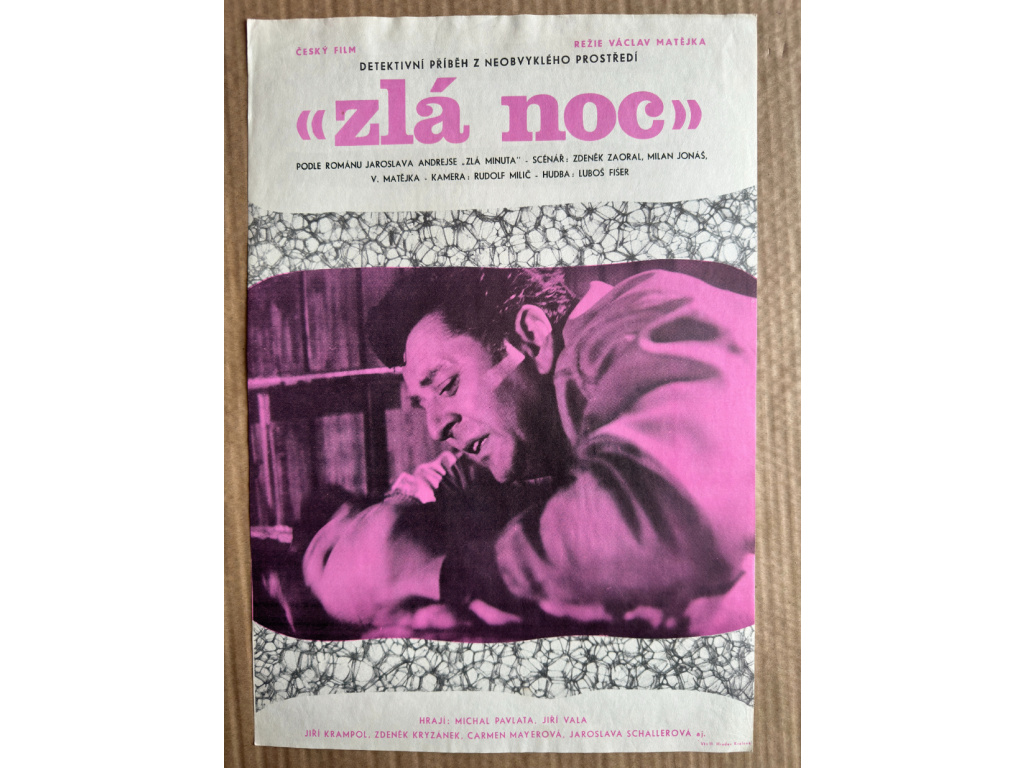 ČESKÝ FILM
REŽIE VÁCLAV MATĚJKA
DETEKTIVNÍ PŘÍBĚH Z NEOBVYKLÉHO PROSTŘEDÍ
«zlá noc»
PODLE ROMÁNU JAROSLAVA ANDREJSE „ZLÁ MINUTA" - SCÉNÁŘ: ZDENĚK ZAORAL, MILAN JONÁŠ,
V. MATĚJKA - KAMERA: RUDOLF MILIČ - HUDBA: LUBOŠ FIŠER
HRAJÍ: MICHAL PAVLATA, JIŘÍ VALA
JIŘÍ KRAMPOL, ZDENĚK KRYZÁNEK, CARMEN MAYEROVÁ, JAROSLAVA SCHALLEROVÁ aj.